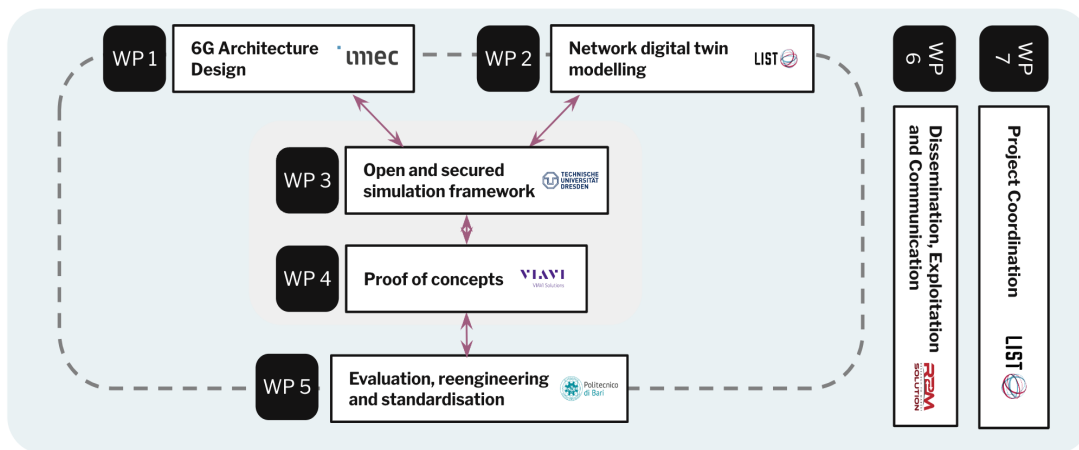 WP 1
6G Architecture
Design
imec
WP 2
Network digital twin
modelling
LIST
WP 3
Open and secured
simulation framework
TECHNISCHE
UNIVERSITÄT
DRESDEN
WP 4
Proof of concepts
VIAVI
VIAVI Solutions
WP 5
Evaluation, reengineering
and standardisation
Politecnico
di Bari
WP
6
Dissemination, Exploitation
and Communication
R2M
SOLUTION
WP
7
Project Coordination
LIST